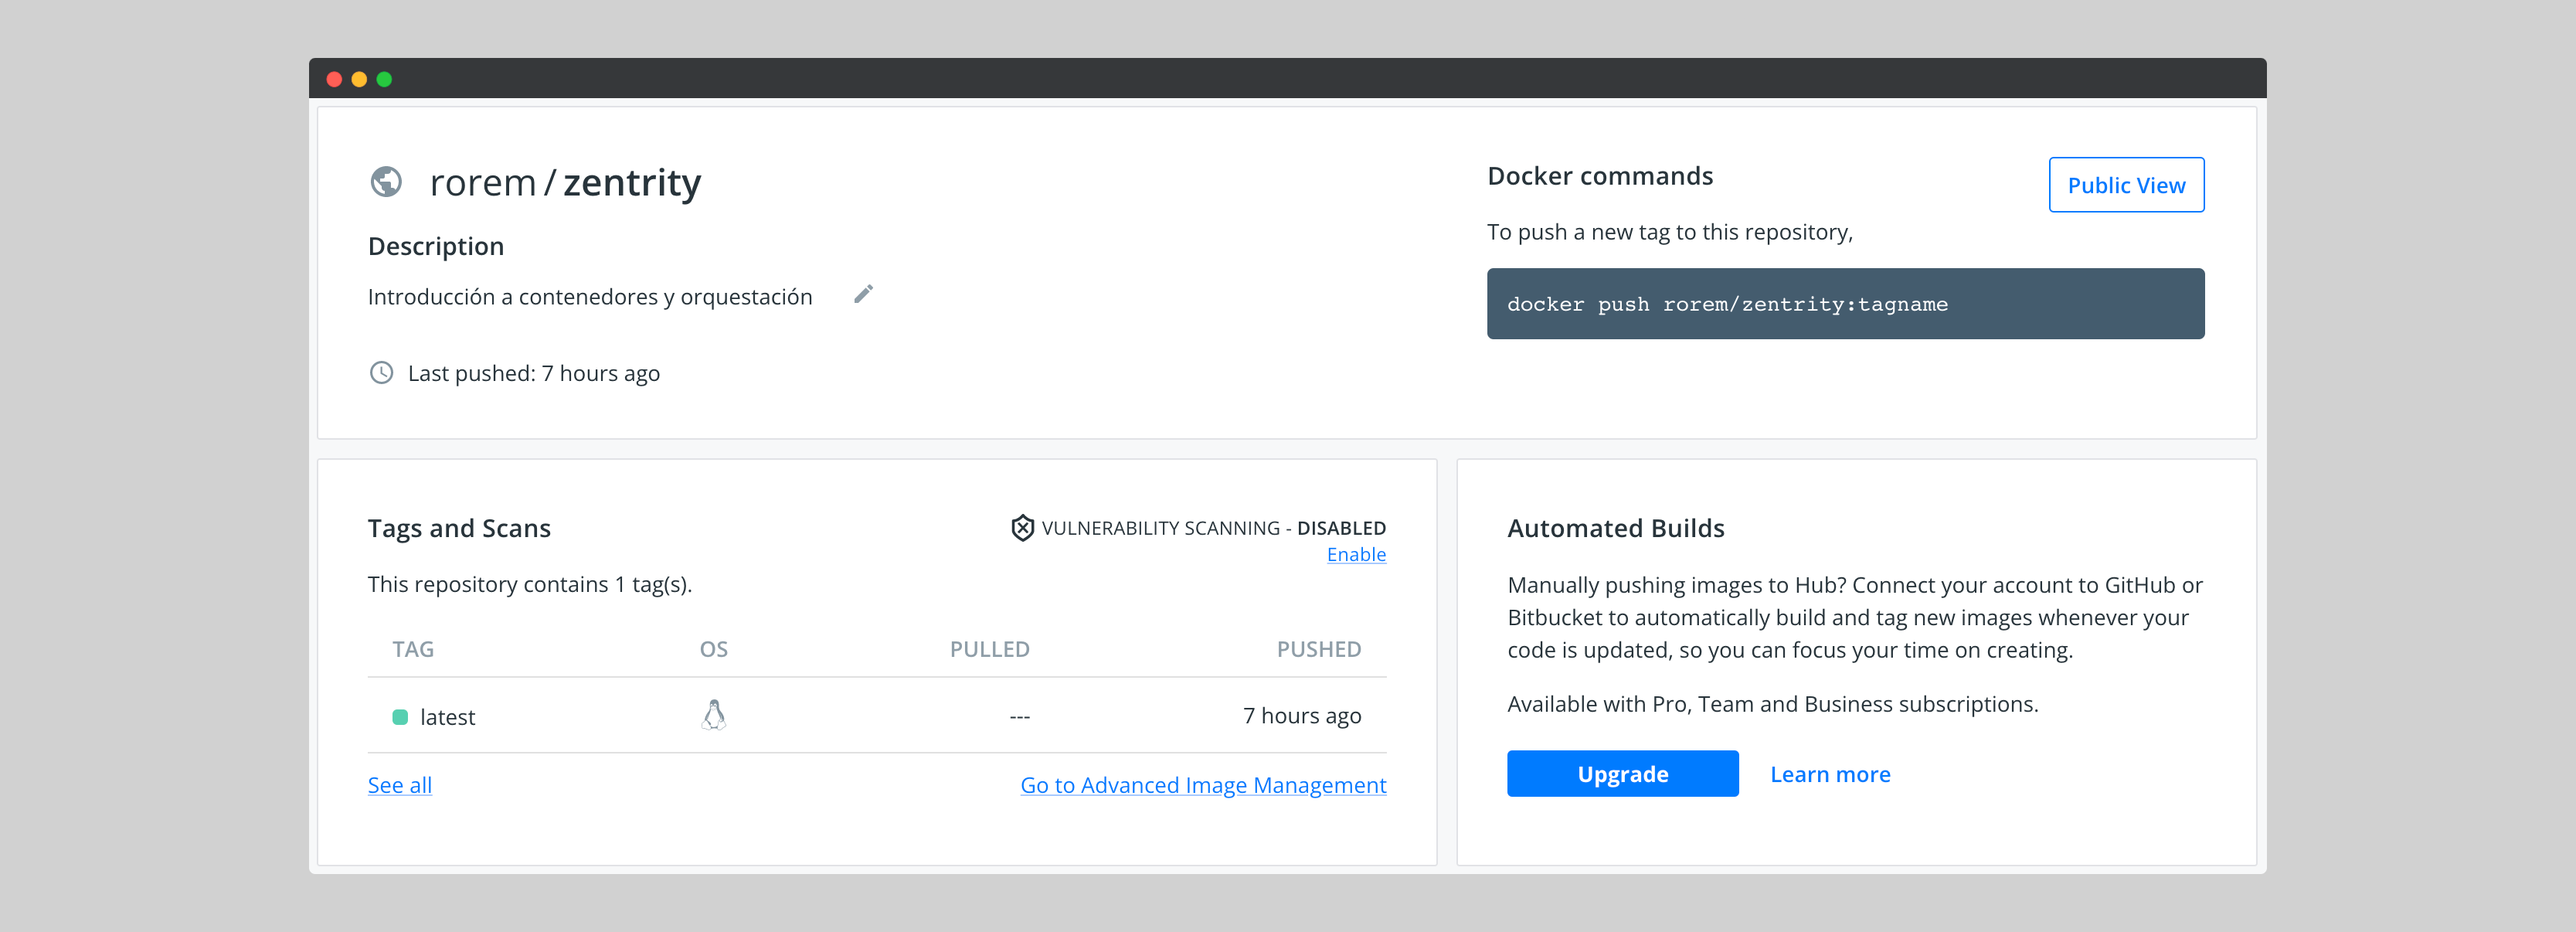 rorem / zentrity
Description
Introducción a contenedores y orquestación
Last pushed: 7 hours ago
Docker commands
Public View
To push a new tag to this repository,
docker push rorem/zentrity:tagname
Tags and Scans
VULNERABILITY SCANNING - DISABLED
Enable
This repository contains 1 tag(s).
TAG OS PULLED PUSHED
latest --- 7 hours ago
See all
Go to Advanced Image Management
Automated Builds
Manually pushing images to Hub? Connect your account to GitHub or
Bitbucket to automatically build and tag new images whenever your
code is updated, so you can focus your time on creating.
Available with Pro, Team and Business subscriptions.
Upgrade
Learn more